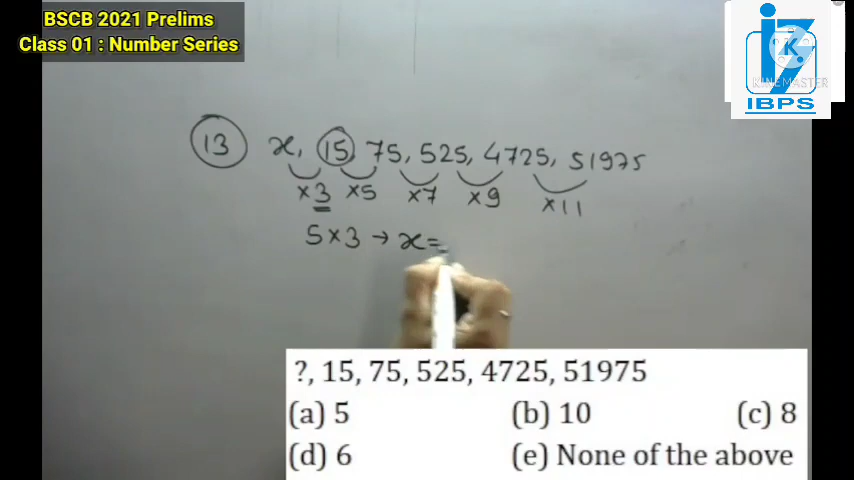 BSCB 2021 Prelims
Class 01 : Number Series
K
KINEMASTER
IBPS
13 x, 15, 75, 525, 4725, 51975
×3 ×5 ×7 ×9 ×11
5×3 → x=
?, 15, 75, 525, 4725, 51975
(a) 5 (b) 10 (c) 8
(d) 6 (e) None of the above